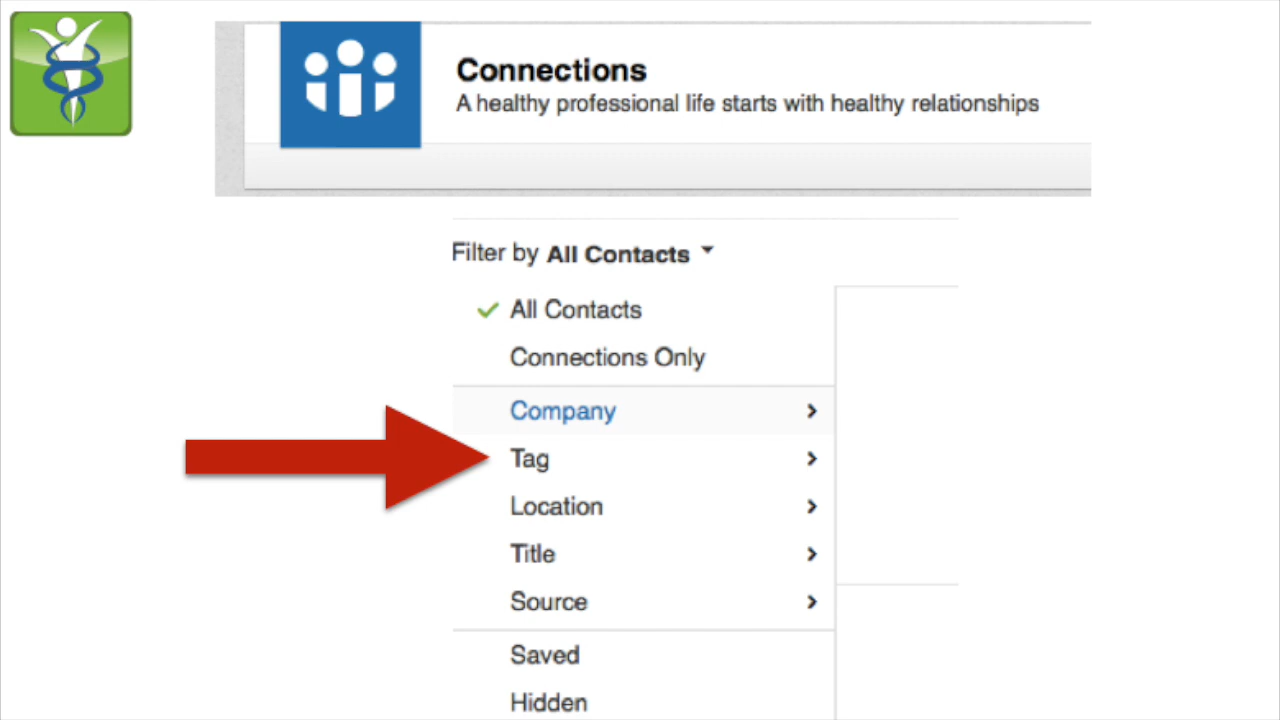 Connections
A healthy professional life starts with healthy relationships
Filter by All Contacts
All Contacts
Connections Only
Company
Tag
Location
Title
Source
Saved
Hidden